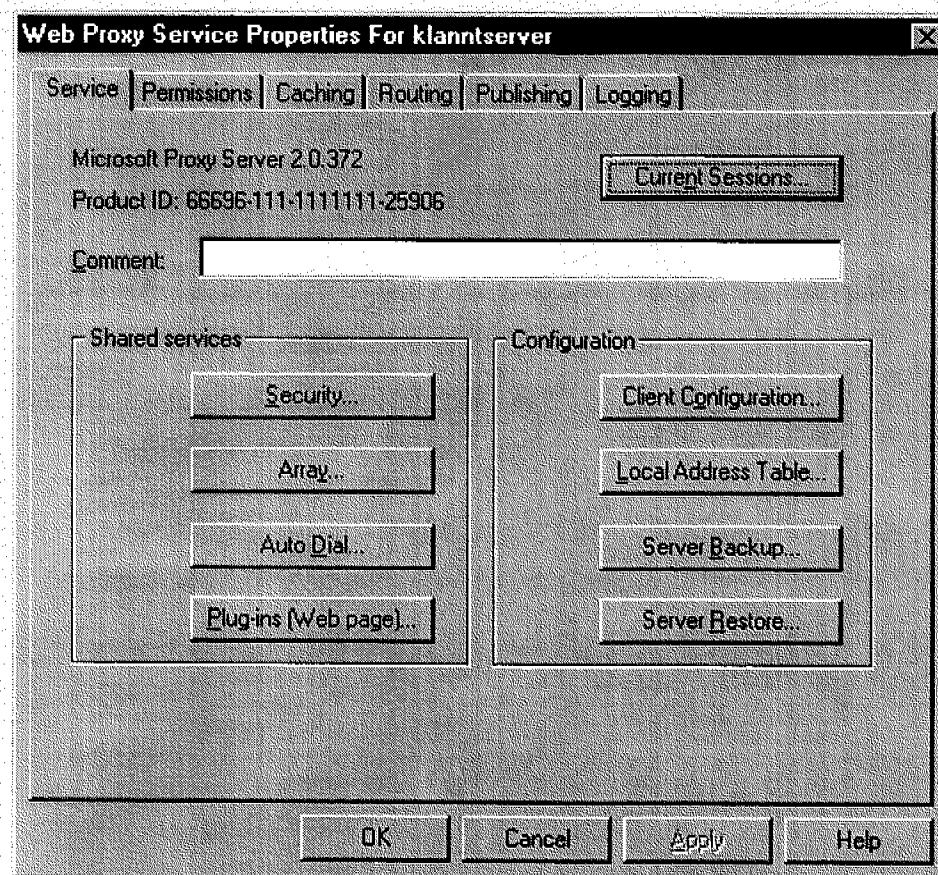 Web Proxy Service Properties For klanntserver
Service Permissions Caching Routing Publishing Logging
Microsoft Proxy Server 2.0.372
Current Sessions...
Product ID: 66696-111-1111111-25906
Comment:
Shared services
Configuration
Security...
Client Configuration...
Array...
Local Address Table...
Auto Dial...
Server Backup...
Plug-ins (Web page)...
Server Restore...
OK Cancel Apply Help